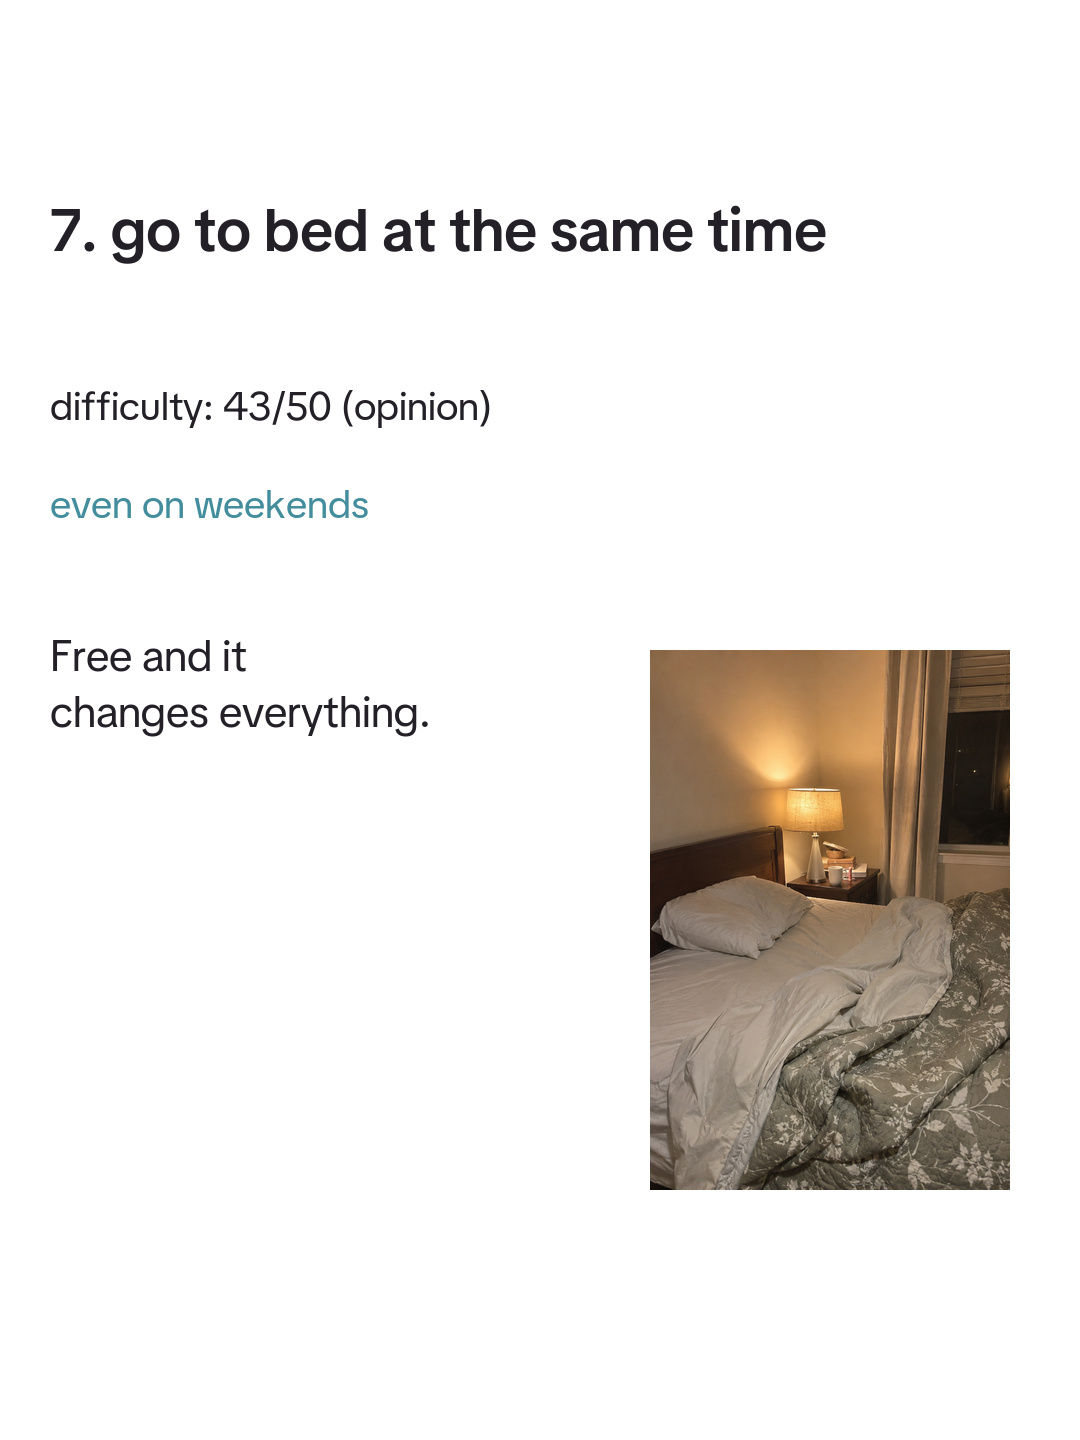 7. go to bed at the same time
difficulty: 43/50 (opinion)
even on weekends
Free and it
changes everything.